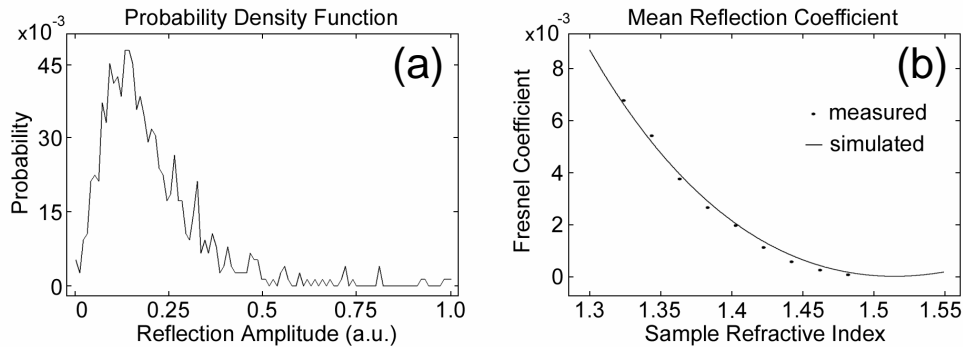 Probability Density Function
x10⁻³
(a)
45
30
15
0
Probability
0 0.25 0.5 0.75 1.0
Reflection Amplitude (a.u.)
Mean Reflection Coefficient
x10⁻³
(b)
8
6
4
2
0
Fresnel Coefficient
measured
simulated
1.3 1.35 1.4 1.45 1.5 1.55
Sample Refractive Index